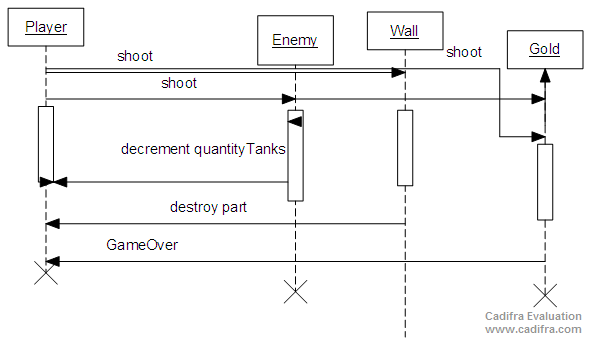 Player
Enemy
Wall
Gold
shoot
shoot
shoot
decrement quantityTanks
destroy part
GameOver
Cadifra Evaluation
www.cadifra.com